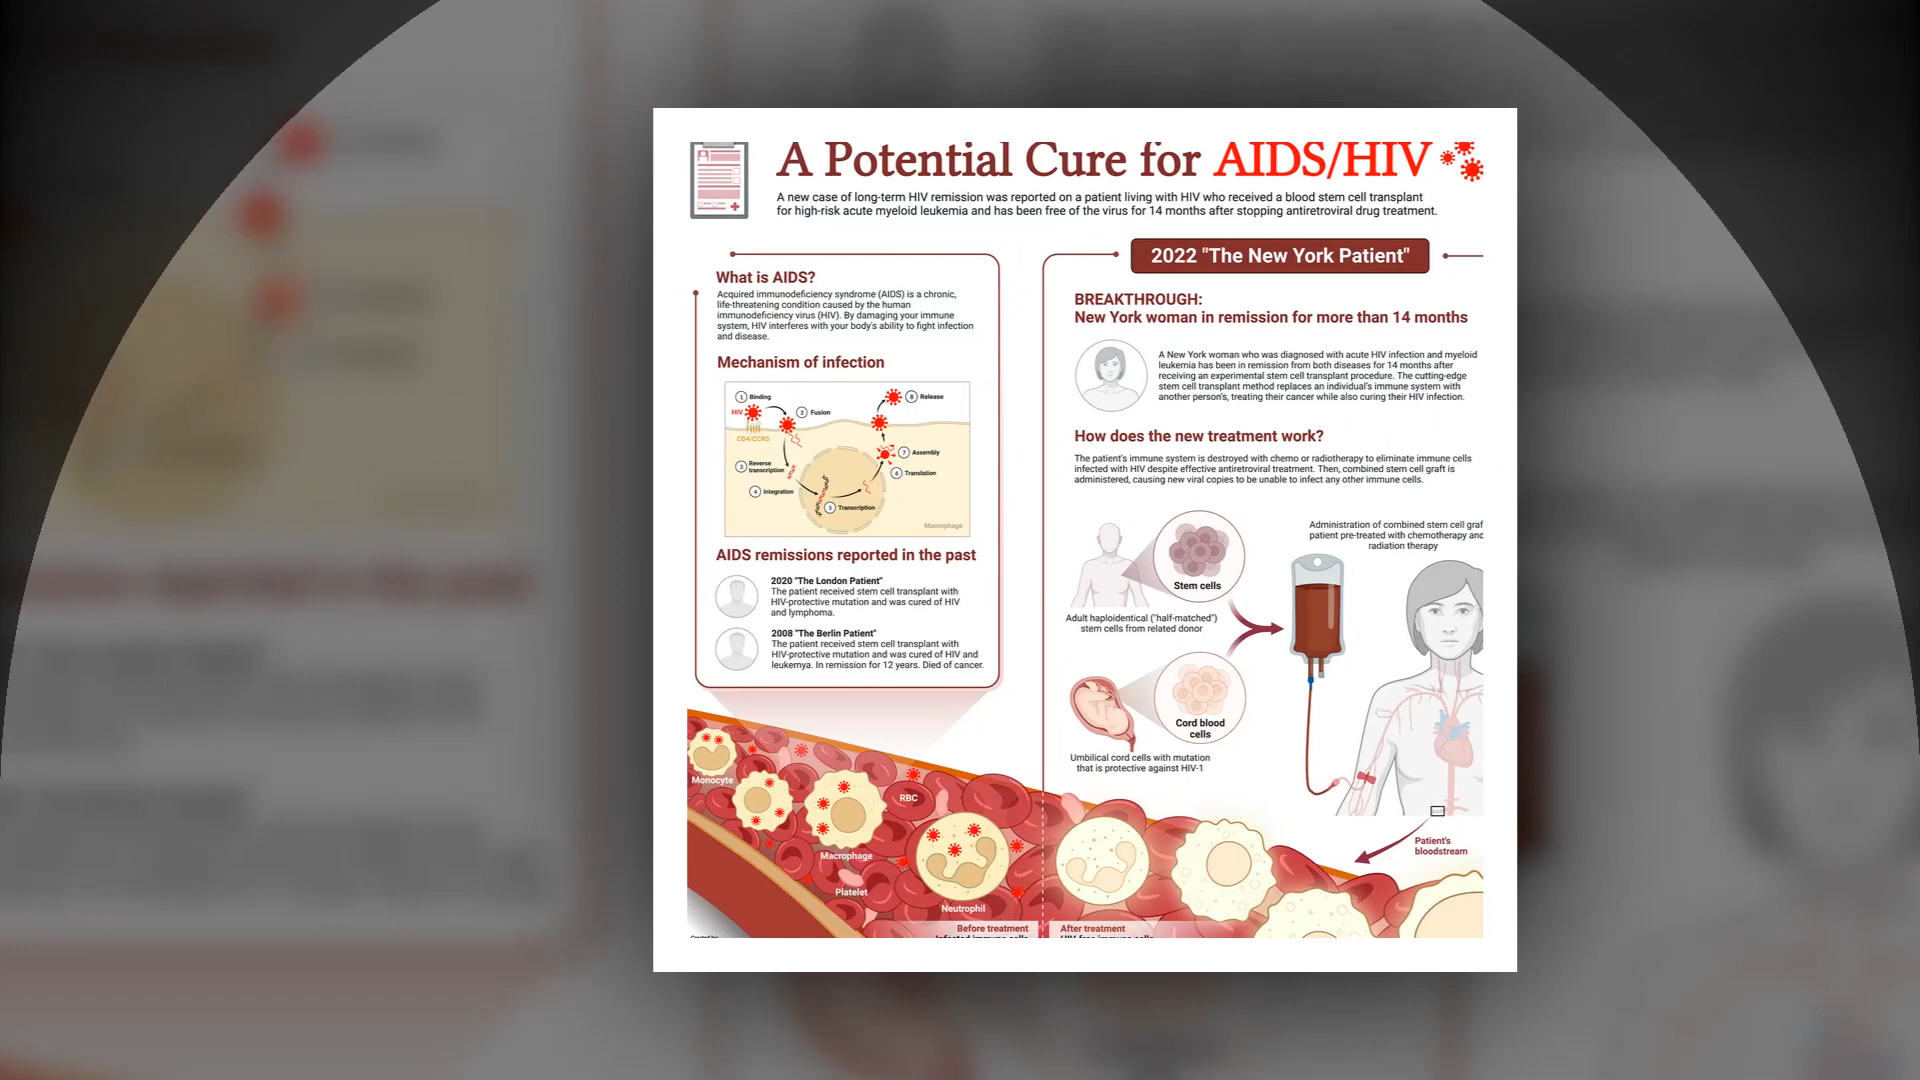 A Potential Cure for AIDS/HIV
A new case of long-term HIV remission was reported on a patient living with HIV who received a blood stem cell transplant
for high-risk acute myeloid leukemia and has been free of the virus for 14 months after stopping antiretroviral drug treatment.
What is AIDS?
Acquired immunodeficiency syndrome (AIDS) is a chronic,
life-threatening condition caused by the human
immunodeficiency virus (HIV). By damaging your immune
system, HIV interferes with your body's ability to fight infection
and disease.
Mechanism of infection
1 Binding
HIV
2 Fusion
8 Release
CD4/CCR5
3 Reverse
transcription
7 Assembly
6 Translation
4 Integration
5 Transcription
Macrophage
AIDS remissions reported in the past
2020 "The London Patient"
The patient received stem cell transplant with
HIV-protective mutation and was cured of HIV
and lymphoma.
2008 "The Berlin Patient"
The patient received stem cell transplant with
HIV-protective mutation and was cured of HIV and
leukemya. In remission for 12 years. Died of cancer.
2022 "The New York Patient"
BREAKTHROUGH:
New York woman in remission for more than 14 months
A New York woman who was diagnosed with acute HIV infection and myeloid
leukemia has been in remission from both diseases for 14 months after
receiving an experimental stem cell transplant procedure. The cutting-edge
stem cell transplant method replaces an individual's immune system with
another person's, treating their cancer while also curing their HIV infection.
How does the new treatment work?
The patient's immune system is destroyed with chemo or radiotherapy to eliminate immune cells
infected with HIV despite effective antiretroviral treatment. Then, combined stem cell graft is
administered, causing new viral copies to be unable to infect any other immune cells.
Stem cells
Adult haploidentical ("half-matched")
stem cells from related donor
Administration of combined stem cell graf
patient pre-treated with chemotherapy and
radiation therapy
Cord blood
cells
Umbilical cord cells with mutation
that is protective against HIV-1
Patient's
bloodstream
Monocyte
RBC
Macrophage
Platelet
Neutrophil
Before treatment
After treatment